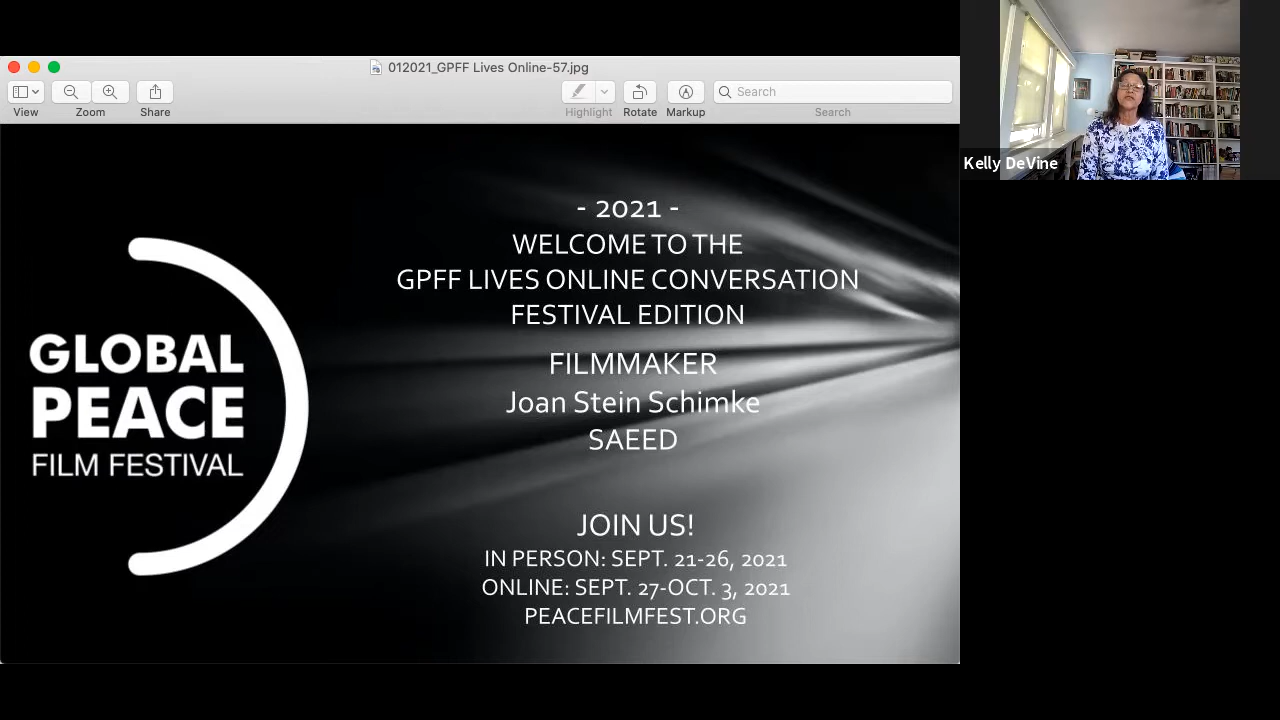 012021_GPFF Lives Online-57.jpg
View
Zoom
Share
Highlight
Rotate
Markup
Search
Search
Kelly DeVine
GLOBAL
PEACE
FILM FESTIVAL
- 2021 -
WELCOME TO THE
GPFF LIVES ONLINE CONVERSATION
FESTIVAL EDITION
FILMMAKER
Joan Stein Schimke
SAEED
JOIN US!
IN PERSON: SEPT. 21-26, 2021
ONLINE: SEPT. 27-OCT. 3, 2021
PEACEFILMFEST.ORG